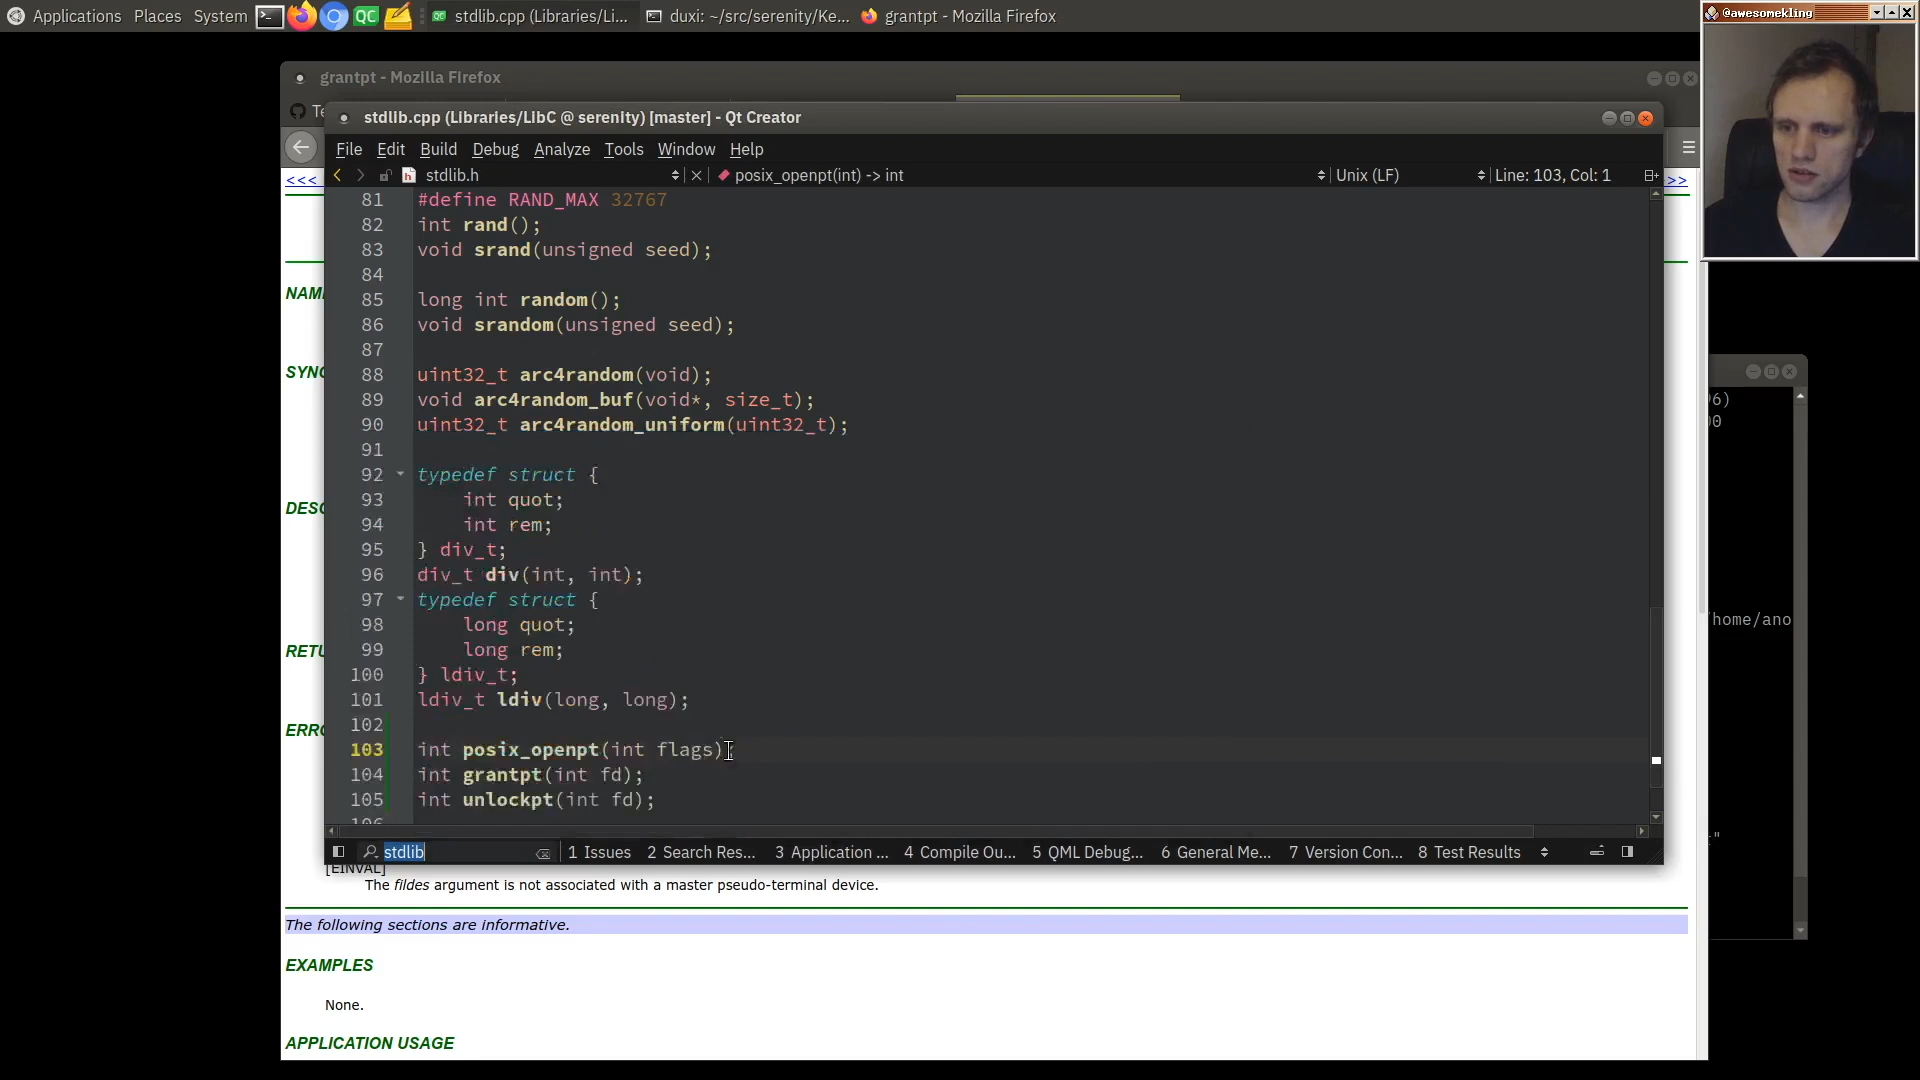 Applications Places System stdlib.cpp (Libraries/Li... duxi: ~/src/serenity/Ke... grantpt - Mozilla Firefox
@awesomekling
grantpt - Mozilla Firefox
stdlib.cpp (Libraries/LibC @ serenity) [master] - Qt Creator
File Edit Build Debug Analyze Tools Window Help
stdlib.h posix_openpt(int) -> int Unix (LF) Line: 103, Col: 1
<<< >>
81 #define RAND_MAX 32767
82 int rand();
83 void srand(unsigned seed);
84
85 long int random();
86 void srandom(unsigned seed);
87
88 uint32_t arc4random(void);
89 void arc4random_buf(void*, size_t);
90 uint32_t arc4random_uniform(uint32_t);
91
92 typedef struct {
93 int quot;
94 int rem;
95 } div_t;
96 div_t div(int, int);
97 typedef struct {
98 long quot;
99 long rem;
100 } ldiv_t;
101 ldiv_t ldiv(long, long);
102
103 int posix_openpt(int flags);
104 int grantpt(int fd);
105 int unlockpt(int fd);
/home/ano
stdlib 1 Issues 2 Search Res... 3 Application ... 4 Compile Ou... 5 QML Debug... 6 General Me... 7 Version Con... 8 Test Results
[EINVAL]
The fildes argument is not associated with a master pseudo-terminal device.
The following sections are informative.
EXAMPLES
None.
APPLICATION USAGE